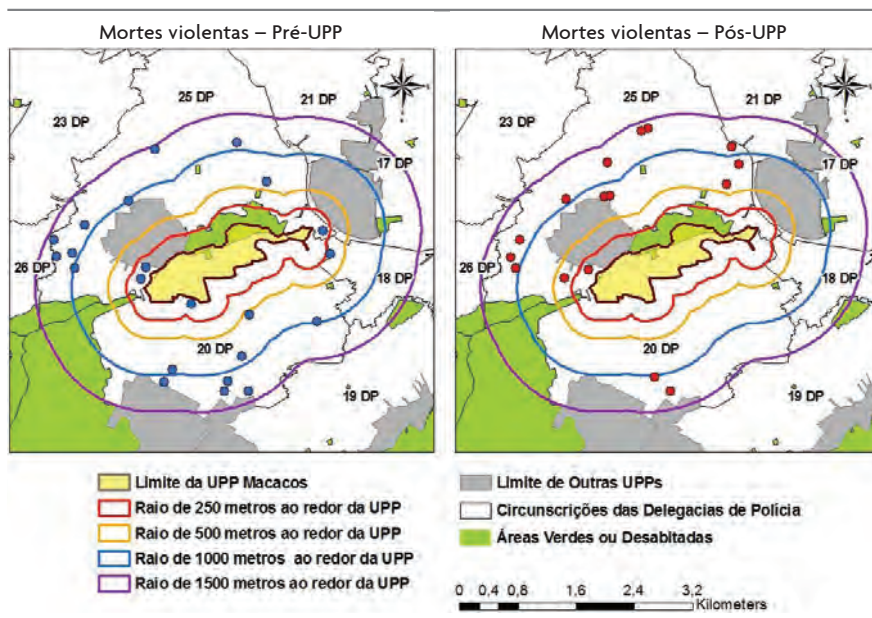 Mortes violentas – Pré-UPP
Mortes violentas – Pós-UPP
25 DP
21 DP
23 DP
17 DP
26 DP
18 DP
20 DP
19 DP
25 DP
21 DP
23 DP
17 DP
26 DP
18 DP
20 DP
19 DP
Limite da UPP Macacos
Raio de 250 metros ao redor da UPP
Raio de 500 metros ao redor da UPP
Raio de 1000 metros ao redor da UPP
Raio de 1500 metros ao redor da UPP
Limite de Outras UPPs
Circunscrições das Delegacias de Polícia
Áreas Verdes ou Desabitadas
0 0,4 0,8 1,6 2,4 3,2
Kilometers